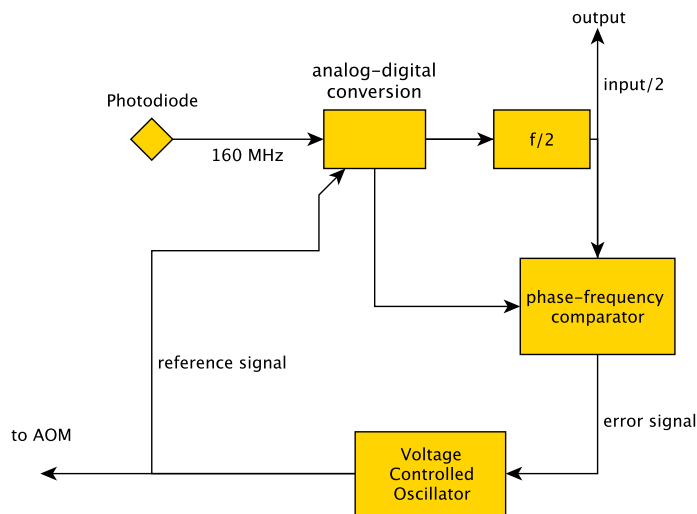 output
analog-digital
conversion
input/2
Photodiode
f/2
160 MHz
phase-frequency
comparator
reference signal
error signal
to AOM
Voltage
Controlled
Oscillator